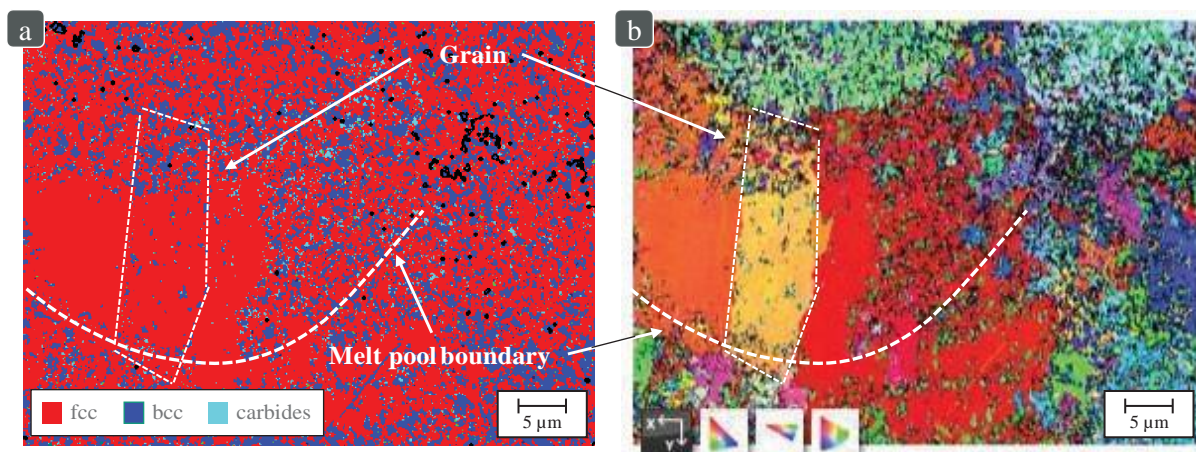 a
b
Grain
Melt pool boundary
fcc bcc carbides
5 µm
5 µm
X
Y